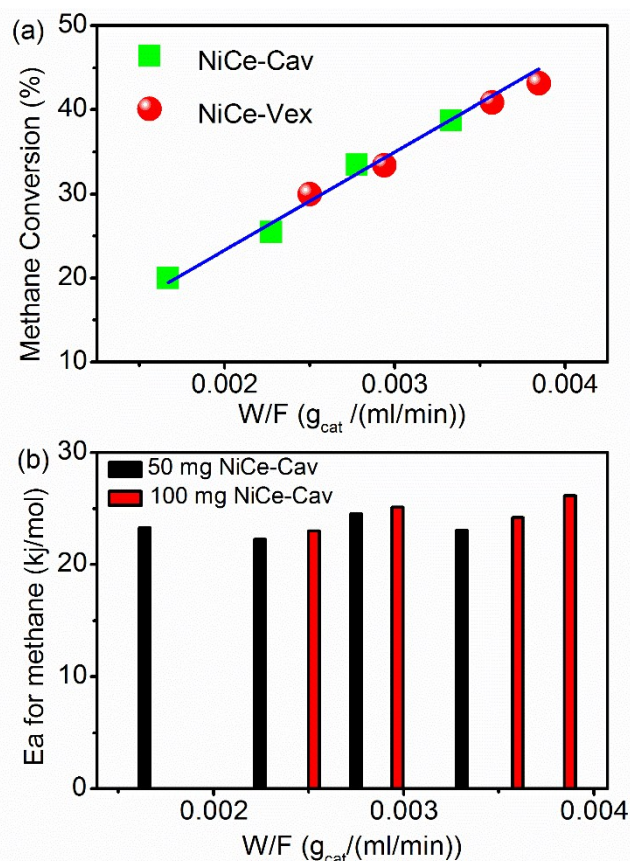 (a)
50
40
30
20
10
Methane Conversion (%)
NiCe-Cav
NiCe-Vex
0.002
0.003
0.004
W/F (gcat /(ml/min))
(b)
30
20
10
0
Ea for methane (kj/mol)
50 mg NiCe-Cav
100 mg NiCe-Cav
0.002
0.003
0.004
W/F (gcat/(ml/min))